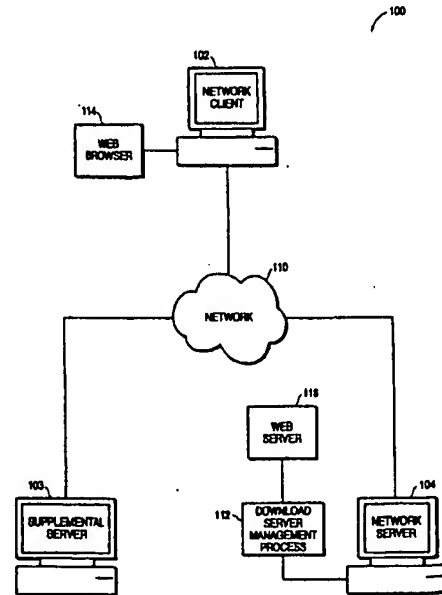 100
102
NETWORK
CLIENT
114
WEB
BROWSER
110
NETWORK
WEB
SERVER
103
SUPPLEMENTAL
SERVER
112
DOWNLOAD
SERVER
MANAGEMENT
PROCESS
104
NETWORK
SERVER